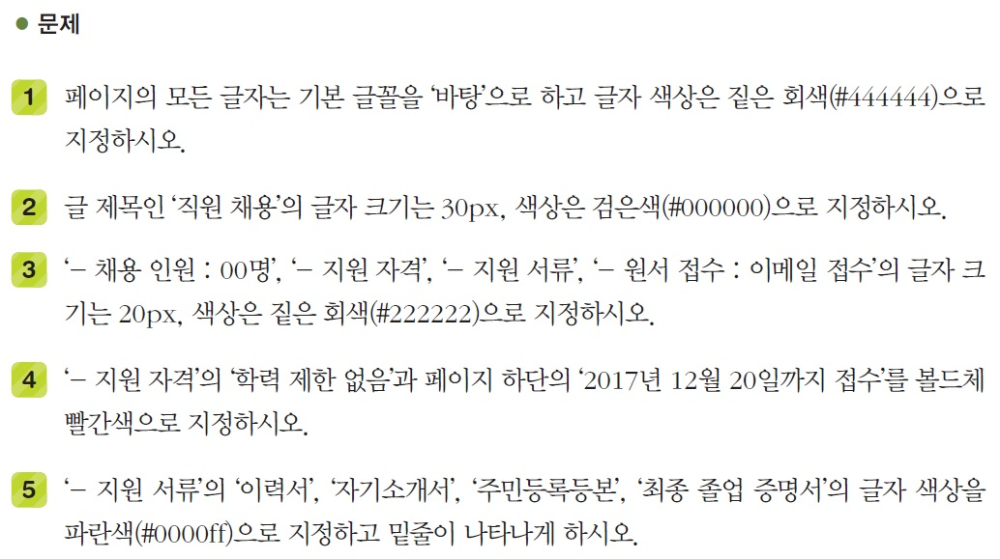 ● 문제
1 페이지의 모든 글자는 기본 글꼴을 ‘바탕’으로 하고 글자 색상은 짙은 회색(#444444)으로
지정하시오.
2 글 제목인 ‘직원 채용’의 글자 크기는 30px, 색상은 검은색(#000000)으로 지정하시오.
3 ‘– 채용 인원 : 00명’, ‘– 지원 자격’, ‘– 지원 서류’, ‘– 원서 접수 : 이메일 접수’의 글자 크
기는 20px, 색상은 짙은 회색(#222222)으로 지정하시오.
4 ‘– 지원 자격’의 ‘학력 제한 없음’과 페이지 하단의 ‘2017년 12월 20일까지 접수’를 볼드체
빨간색으로 지정하시오.
5 ‘– 지원 서류’의 ‘이력서’, ‘자기소개서’, ‘주민등록등본’, ‘최종 졸업 증명서’의 글자 색상을
파란색(#0000ff)으로 지정하고 밑줄이 나타나게 하시오.